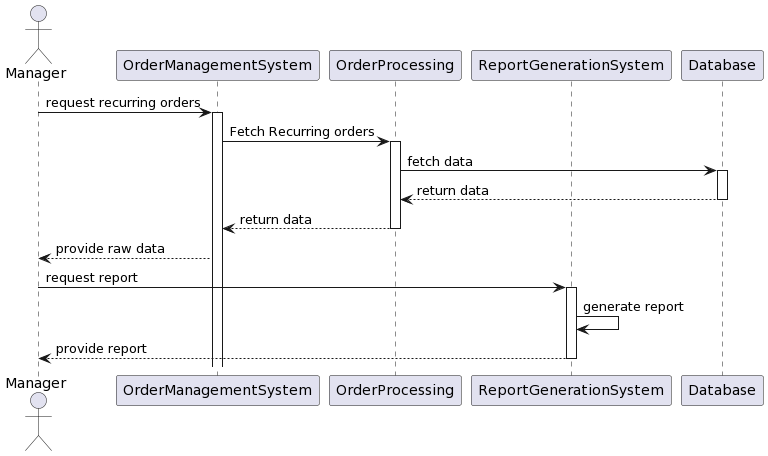 Manager
OrderManagementSystem
OrderProcessing
ReportGenerationSystem
Database
request recurring orders
Fetch Recurring orders
fetch data
return data
return data
provide raw data
request report
generate report
provide report
Manager
OrderManagementSystem
OrderProcessing
ReportGenerationSystem
Database